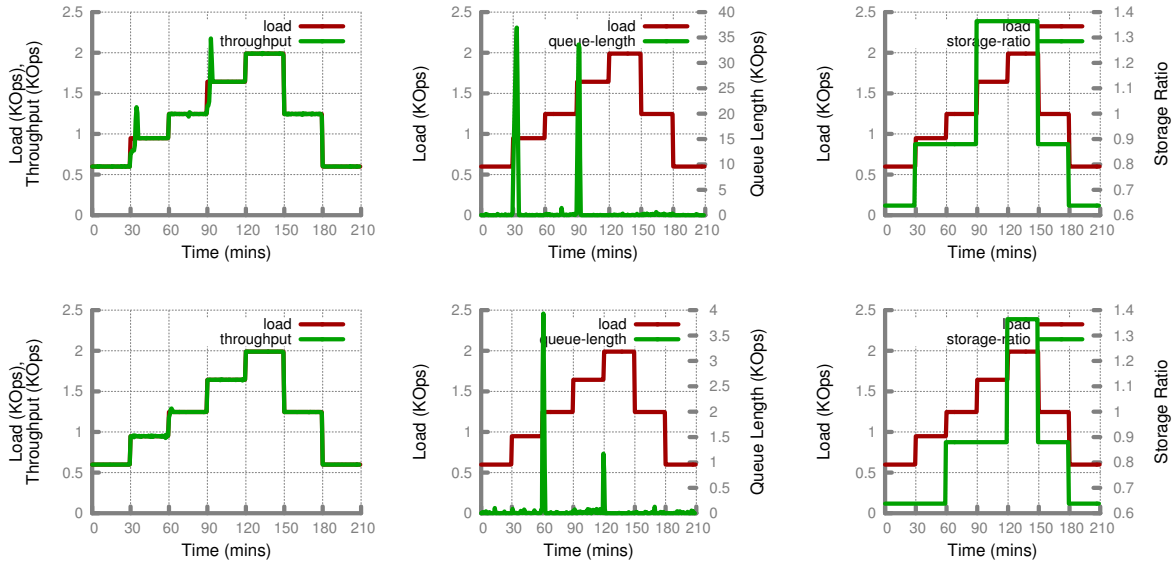 2.5
2
1.5
1
0.5
0
0 30 60 90 120 150 180 210
Load (KOps),
Throughput (KOps)
Time (mins)
load
throughput
2.5
2
1.5
1
0.5
0
0 30 60 90 120 150 180 210
Load (KOps)
Time (mins)
load
queue-length
40
35
30
25
20
15
10
5
0
Queue Length (KOps)
2.5
2
1.5
1
0.5
0
0 30 60 90 120 150 180 210
Load (KOps)
Time (mins)
load
storage-ratio
1.4
1.3
1.2
1.1
1
0.9
0.8
0.7
0.6
Storage Ratio
2.5
2
1.5
1
0.5
0
0 30 60 90 120 150 180 210
Load (KOps),
Throughput (KOps)
Time (mins)
load
throughput
2.5
2
1.5
1
0.5
0
0 30 60 90 120 150 180 210
Load (KOps)
Time (mins)
load
queue-length
4
3.5
3
2.5
2
1.5
1
0.5
0
Queue Length (KOps)
2.5
2
1.5
1
0.5
0
0 30 60 90 120 150 180 210
Load (KOps)
Time (mins)
load
storage-ratio
1.4
1.3
1.2
1.1
1
0.9
0.8
0.7
0.6
Storage Ratio